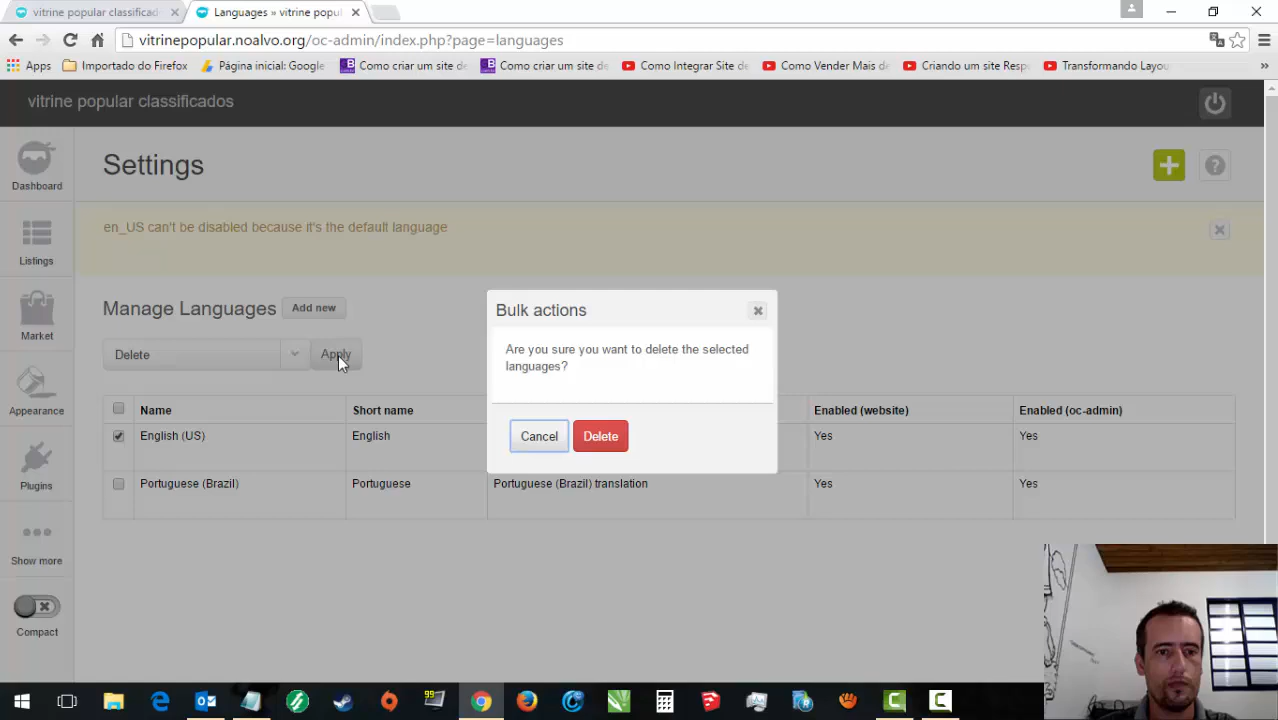 vitrine popular classificad
Languages » vitrine popul
vitrinepopular.noalvo.org/oc-admin/index.php?page=languages
Apps
Importado do Firefox
Página inicial: Google
Como criar um site de
Como criar um site de
Como Integrar Site de
Como Vender Mais de
Criando um site Resp
Transformando Layou
»
vitrine popular classificados
Dashboard
Settings
en_US can't be disabled because it's the default language
Listings
Manage Languages
Add new
Market
Delete
Apply
Bulk actions
Are you sure you want to delete the selected
languages?
Cancel
Delete
Name
Short name
Enabled (website)
Enabled (oc-admin)
Appearance
English (US)
English
Yes
Yes
Plugins
Portuguese (Brazil)
Portuguese
Portuguese (Brazil) translation
Yes
Yes
Show more
Compact
99